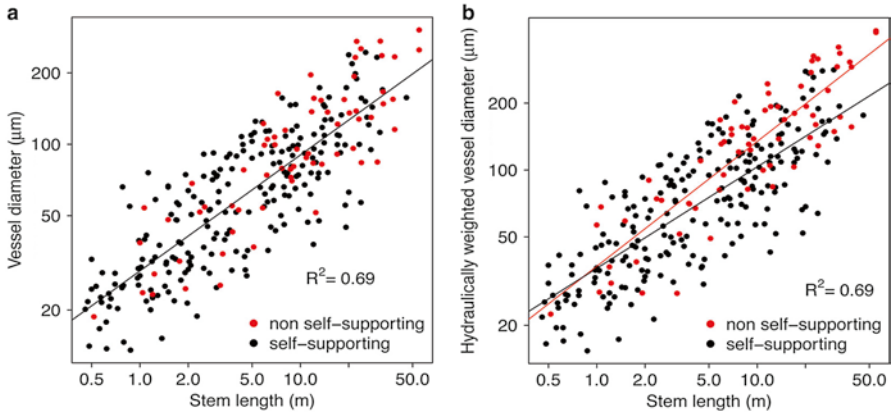 a
Vessel diameter (µm)
200
100
50
20
R²= 0.69
non self−supporting
self−supporting
0.5 1.0 2.0 5.0 10.0 50.0
Stem length (m)
b
Hydraulically weighted vessel diameter (µm)
200
100
50
20
R²= 0.69
non self−supporting
self−supporting
0.5 1.0 2.0 5.0 10.0 50.0
Stem length (m)